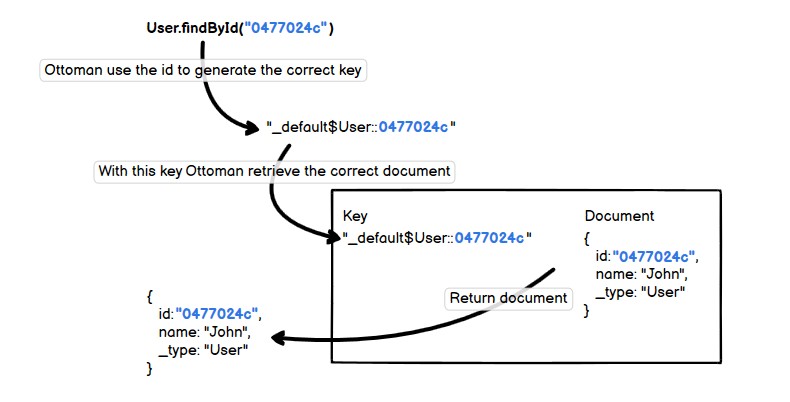 User.findById("0477024c")
Ottoman use the id to generate the correct key
"_default$User::0477024c"
With this key Ottoman retrieve the correct document
Key
Document
"_default$User::0477024c"
{
id:"0477024c",
name: "John",
_type: "User"
}
Return document
{
id:"0477024c",
name: "John",
_type: "User"
}